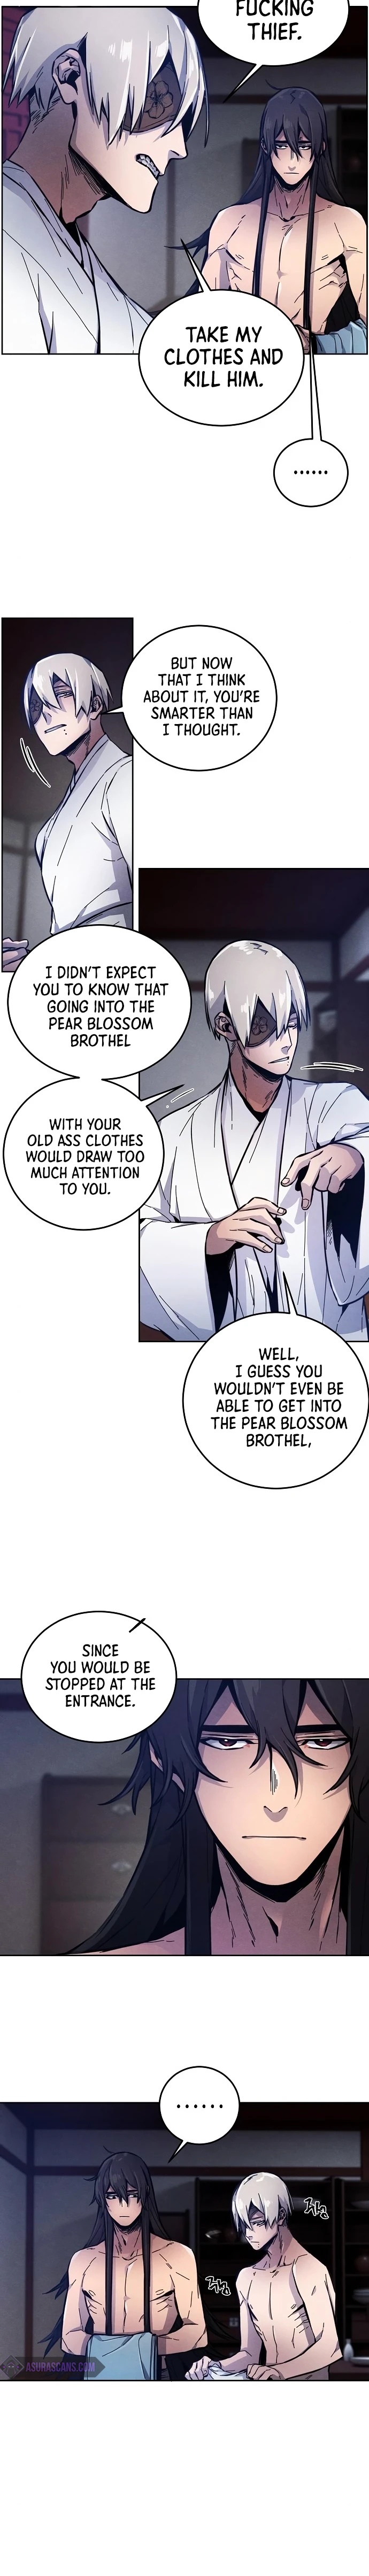 FUCKING
THIEF.
TAKE MY
CLOTHES AND
KILL HIM.
......
BUT NOW
THAT I THINK
ABOUT IT, YOU'RE
SMARTER THAN
I THOUGHT.
I DIDN'T EXPECT
YOU TO KNOW THAT
GOING INTO THE
PEAR BLOSSOM
BROTHEL
WITH YOUR
OLD ASS CLOTHES
WOULD DRAW TOO
MUCH ATTENTION
TO YOU.
WELL,
I GUESS YOU
WOULDN'T EVEN BE
ABLE TO GET INTO
THE PEAR BLOSSOM
BROTHEL,
SINCE
YOU WOULD BE
STOPPED AT THE
ENTRANCE.
......
ASURASCANS.COM